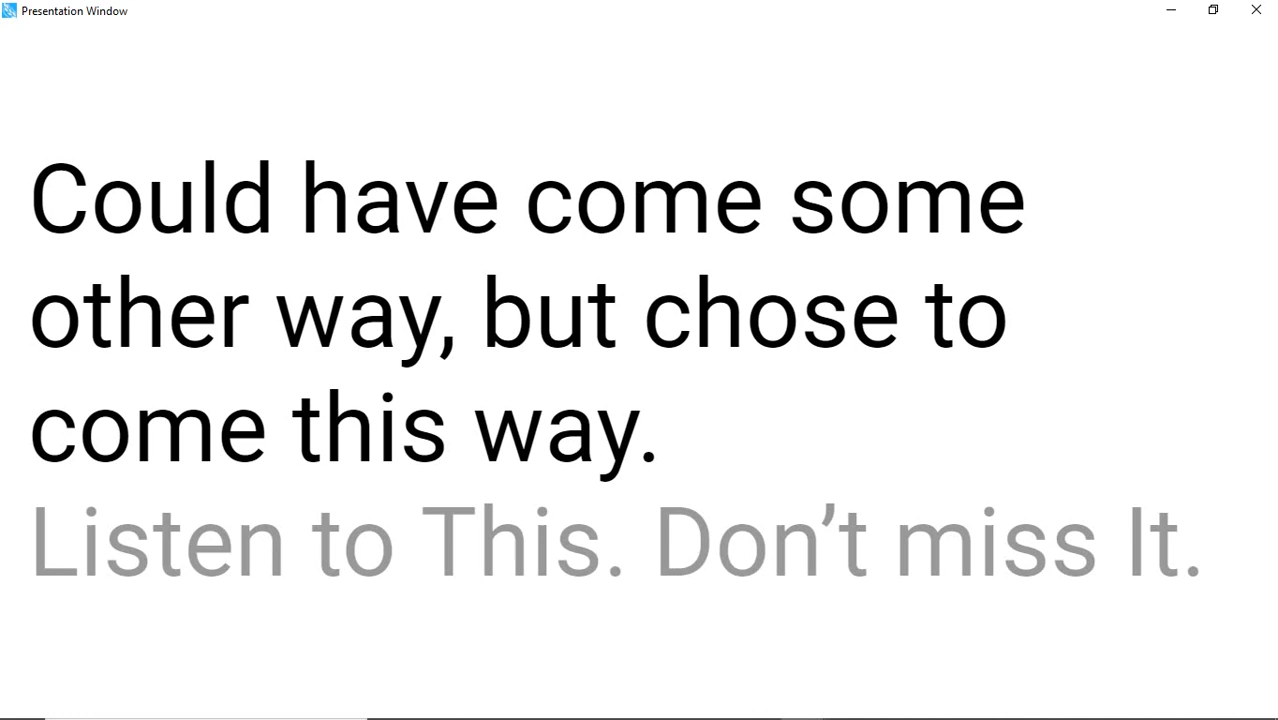 Presentation Window
Could have come some
other way, but chose to
come this way.
Listen to This. Don’t miss It.